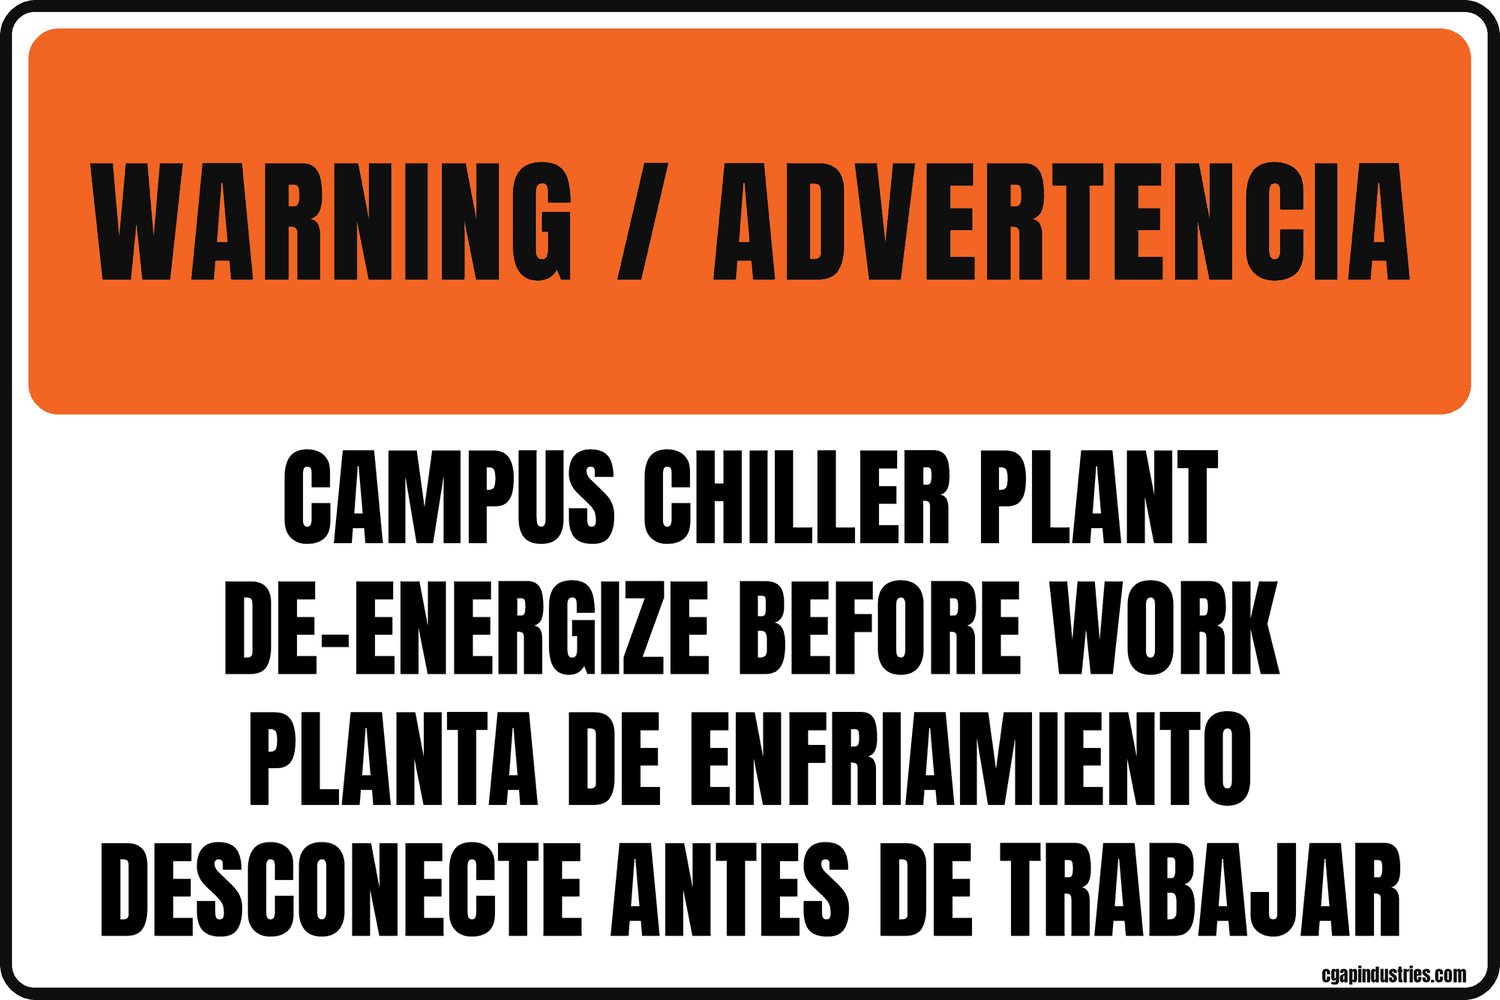 WARNING / ADVERTENCIA
CAMPUS CHILLER PLANT
DE-ENERGIZE BEFORE WORK
PLANTA DE ENFRIAMIENTO
DESCONECTE ANTES DE TRABAJAR
cgapindustries.com